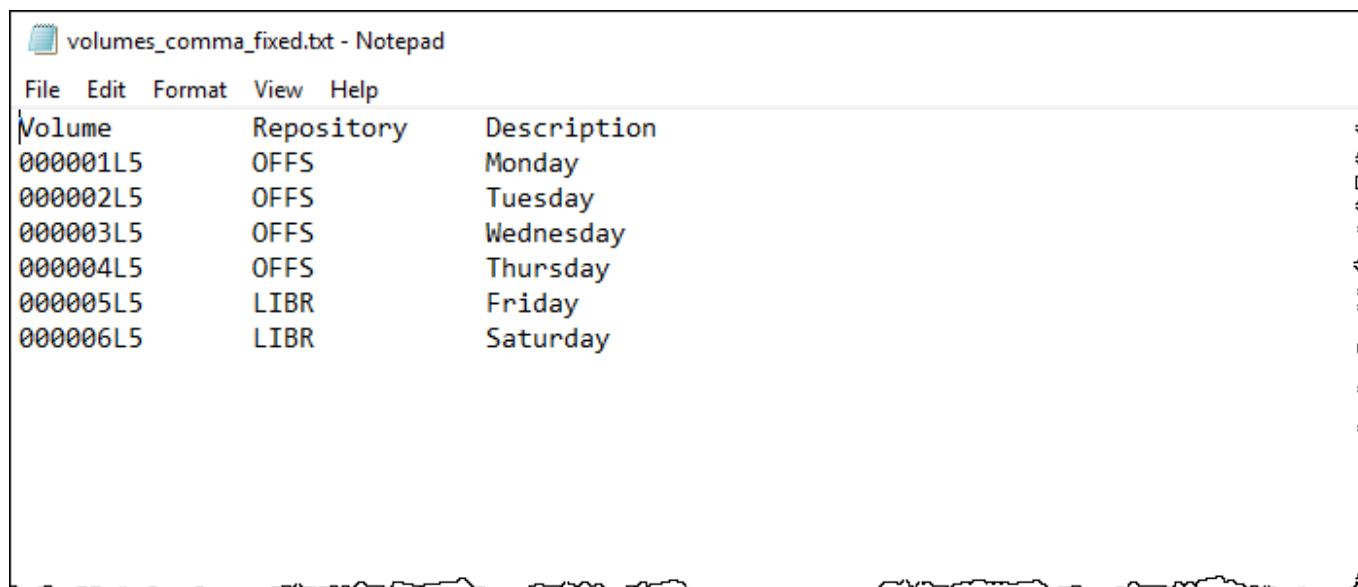 volumes_comma_fixed.txt - Notepad
File Edit Format View Help
Volume Repository Description
000001L5 OFFS Monday
000002L5 OFFS Tuesday
000003L5 OFFS Wednesday
000004L5 OFFS Thursday
000005L5 LIBR Friday
000006L5 LIBR Saturday